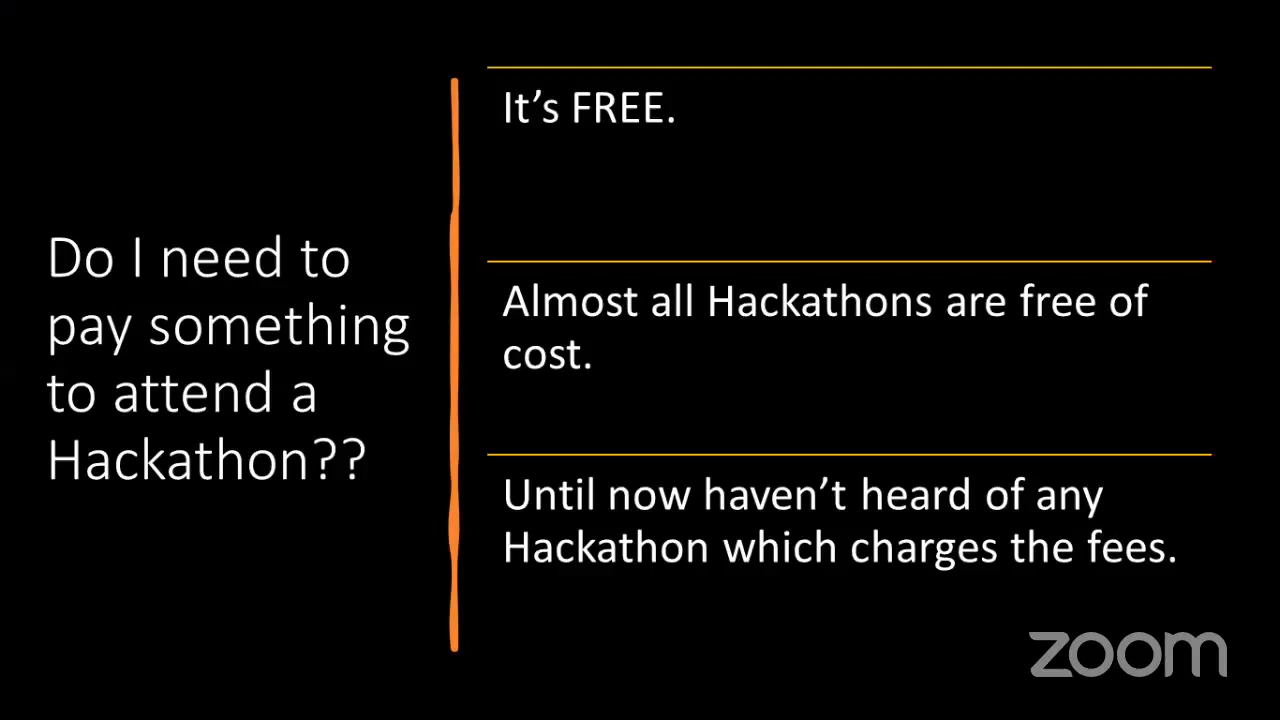 Do I need to
pay something
to attend a
Hackathon??
It’s FREE.
Almost all Hackathons are free of
cost.
Until now haven’t heard of any
Hackathon which charges the fees.
zoom